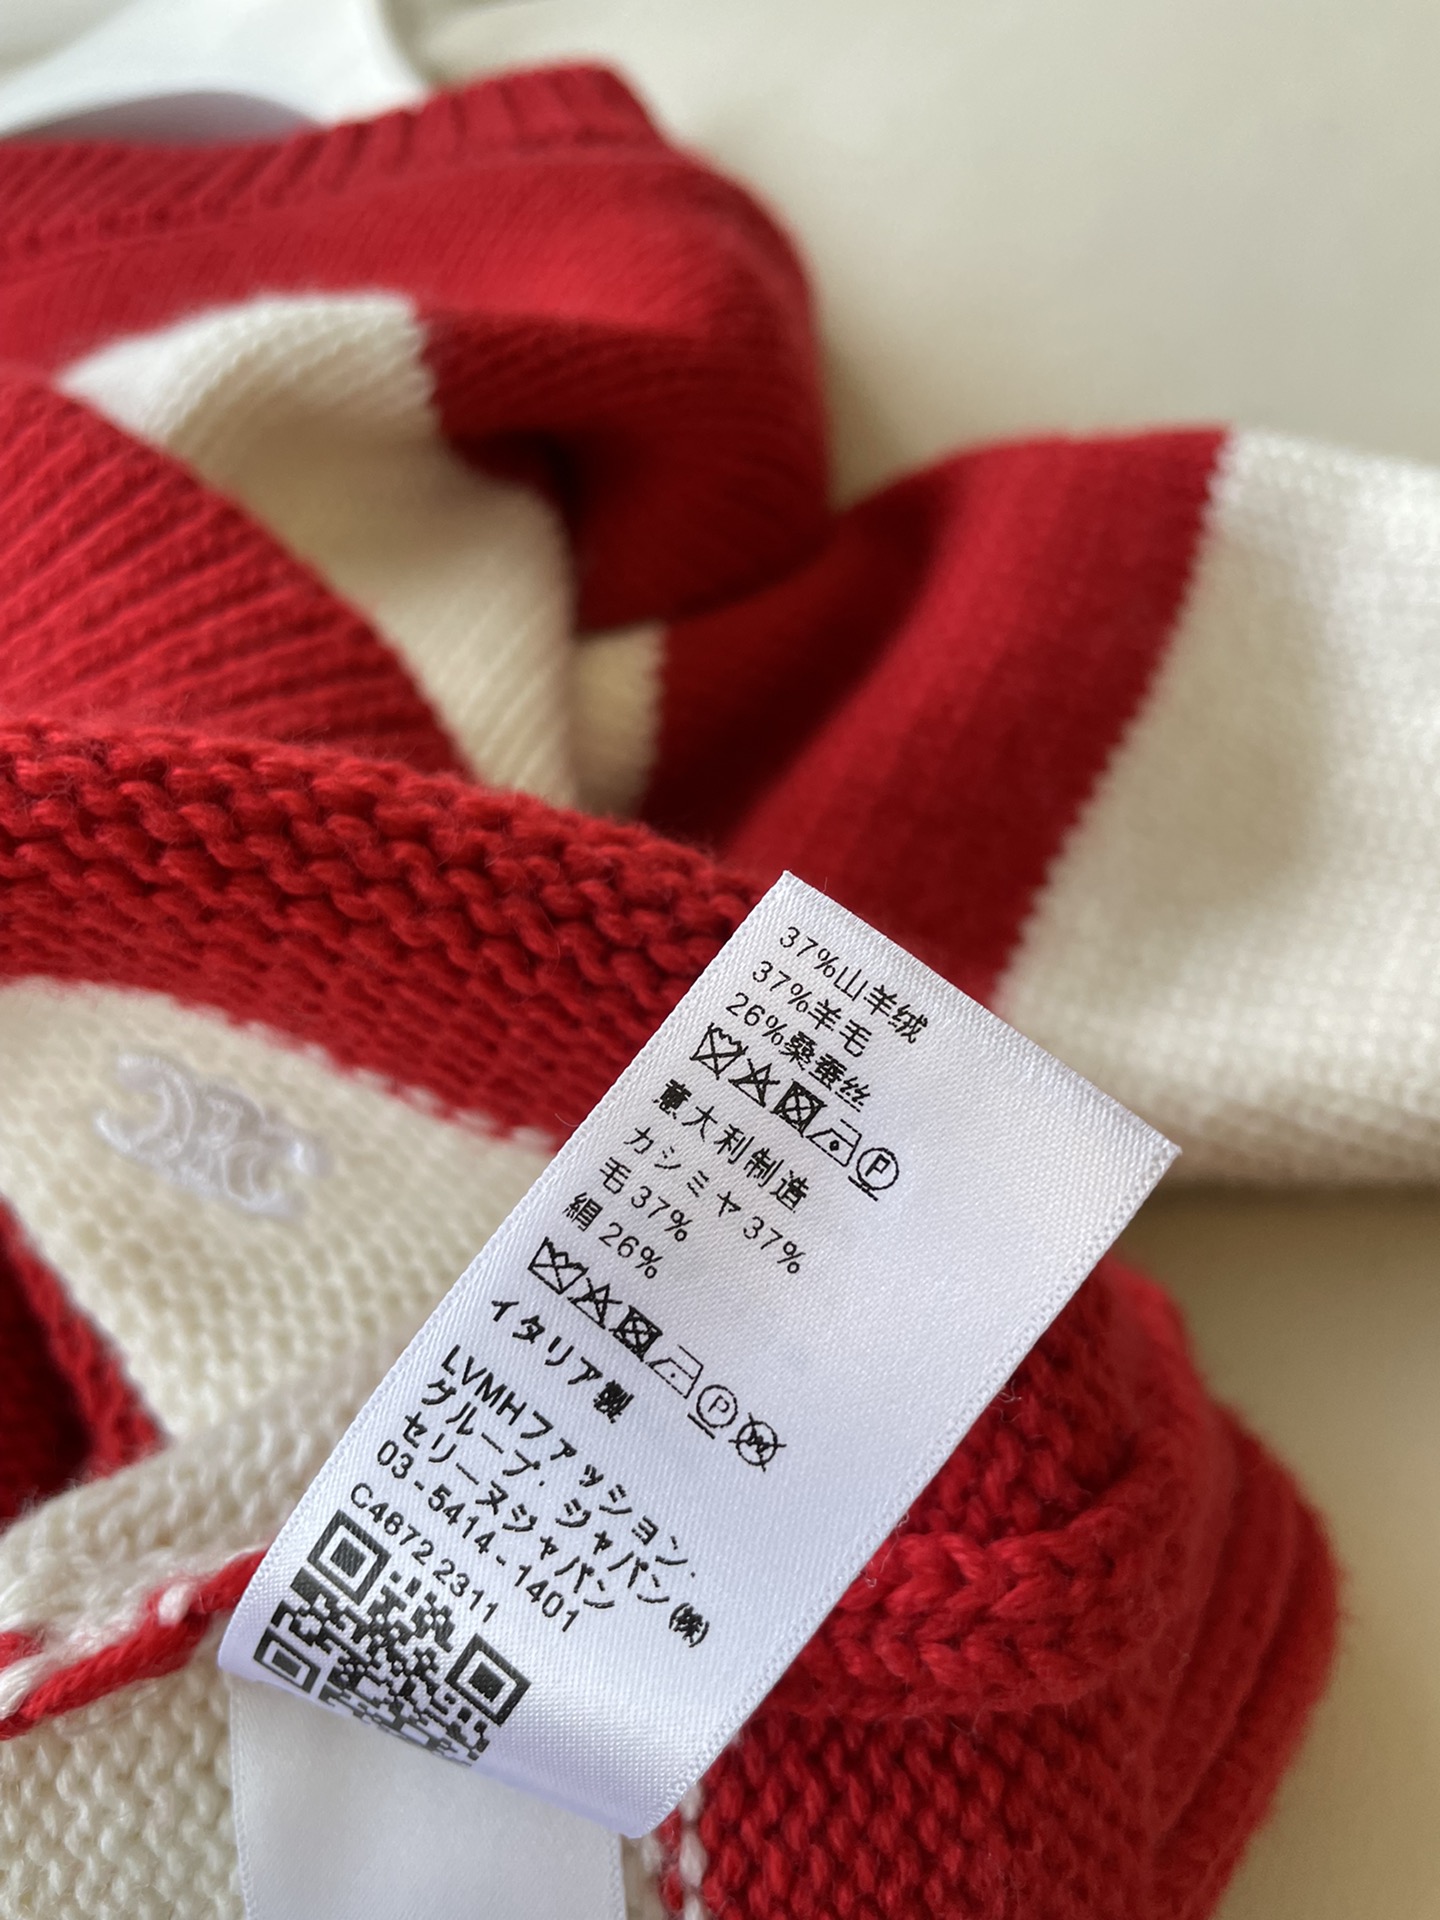 37%山羊绒
37%羊毛
26%桑蚕丝
P
意大利制造
カシミヤ 37%
毛 37%
絹 26%
P W
イタリア製
LVMHファッション・
グループ・ジャパン(株)
セリーヌジャパン
03-5414-1401
C4672 2311